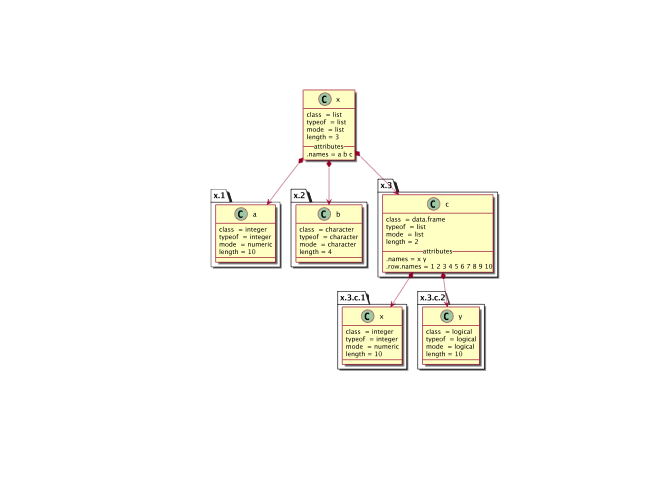 C x
class = list
typeof = list
mode = list
length = 3
attributes
.names = a b c
x.1
C a
class = integer
typeof = integer
mode = numeric
length = 10
x.2
C b
class = character
typeof = character
mode = character
length = 4
x.3
C c
class = data.frame
typeof = list
mode = list
length = 2
attributes
.names = x y
.row.names = 1 2 3 4 5 6 7 8 9 10
x.3.c.1
C x
class = integer
typeof = integer
mode = numeric
length = 10
x.3.c.2
C y
class = logical
typeof = logical
mode = logical
length = 10